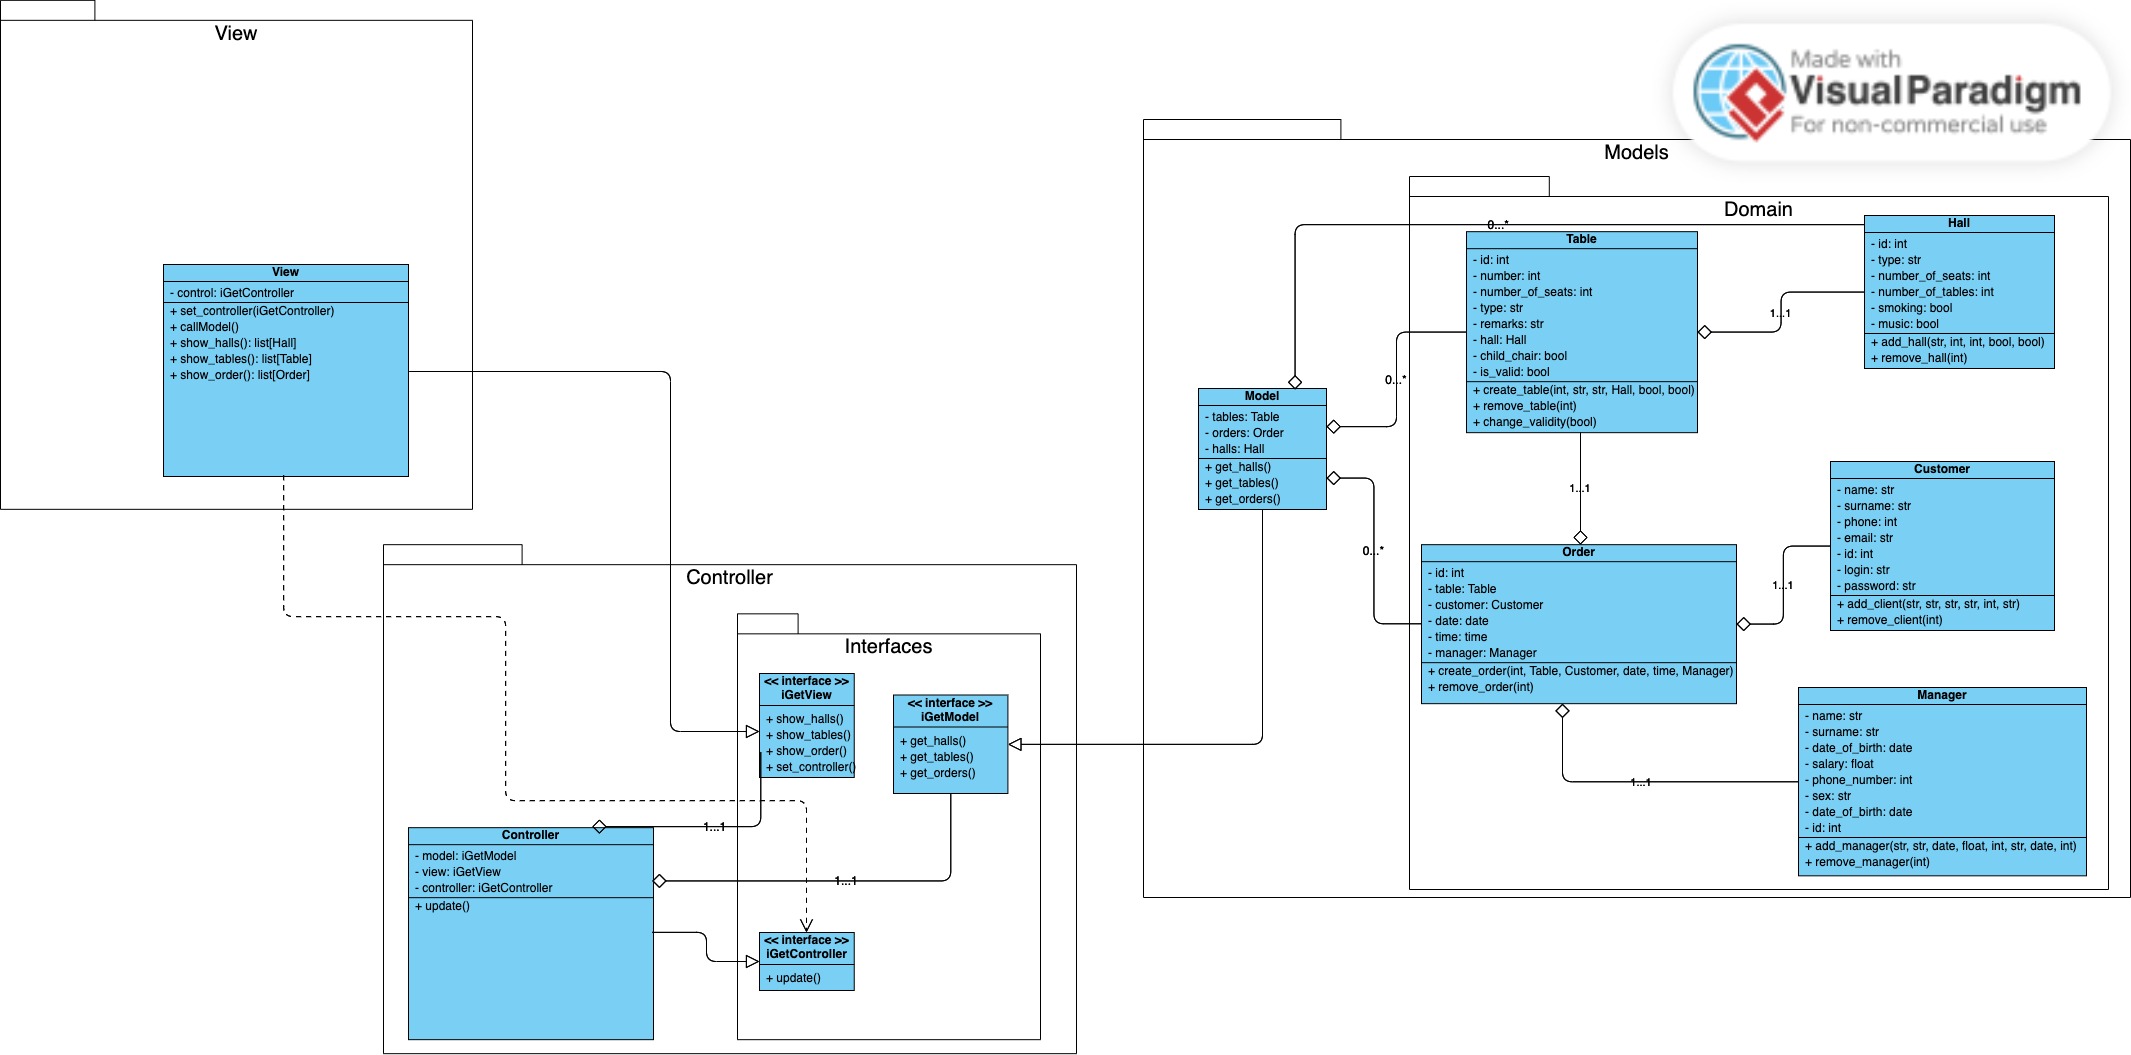 View
View
- control: iGetController
+ set_controller(iGetController)
+ callModel()
+ show_halls(): list[Hall]
+ show_tables(): list[Table]
+ show_order(): list[Order]
Controller
Interfaces
<< interface >>
iGetView
+ show_halls()
+ show_tables()
+ show_order()
+ set_controller()
<< interface >>
iGetModel
+ get_halls()
+ get_tables()
+ get_orders()
1...1
Controller
- model: iGetModel
- view: iGetView
- controller: iGetController
+ update()
1...1
<< interface >>
iGetController
+ update()
Made with
Visual Paradigm
For non-commercial use
Models
Domain
0...*
Table
- id: int
- number: int
- number_of_seats: int
- type: str
- remarks: str
- hall: Hall
- child_chair: bool
- is_valid: bool
+ create_table(int, str, str, Hall, bool, bool)
+ remove_table(int)
+ change_validity(bool)
Hall
- id: int
- type: str
- number_of_seats: int
- number_of_tables: int
- smoking: bool
- music: bool
+ add_hall(str, int, int, bool, bool)
+ remove_hall(int)
1...1
0...*
Model
- tables: Table
- orders: Order
- halls: Hall
+ get_halls()
+ get_tables()
+ get_orders()
1...1
0...*
Customer
- name: str
- surname: str
- phone: int
- email: str
- id: int
- login: str
- password: str
+ add_client(str, str, str, str, int, str)
+ remove_client(int)
1...1
Order
- id: int
- table: Table
- customer: Customer
- date: date
- time: time
- manager: Manager
+ create_order(int, Table, Customer, date, time, Manager)
+ remove_order(int)
1...1
Manager
- name: str
- surname: str
- date_of_birth: date
- salary: float
- phone_number: int
- sex: str
- date_of_birth: date
- id: int
+ add_manager(str, str, date, float, int, str, date, int)
+ remove_manager(int)